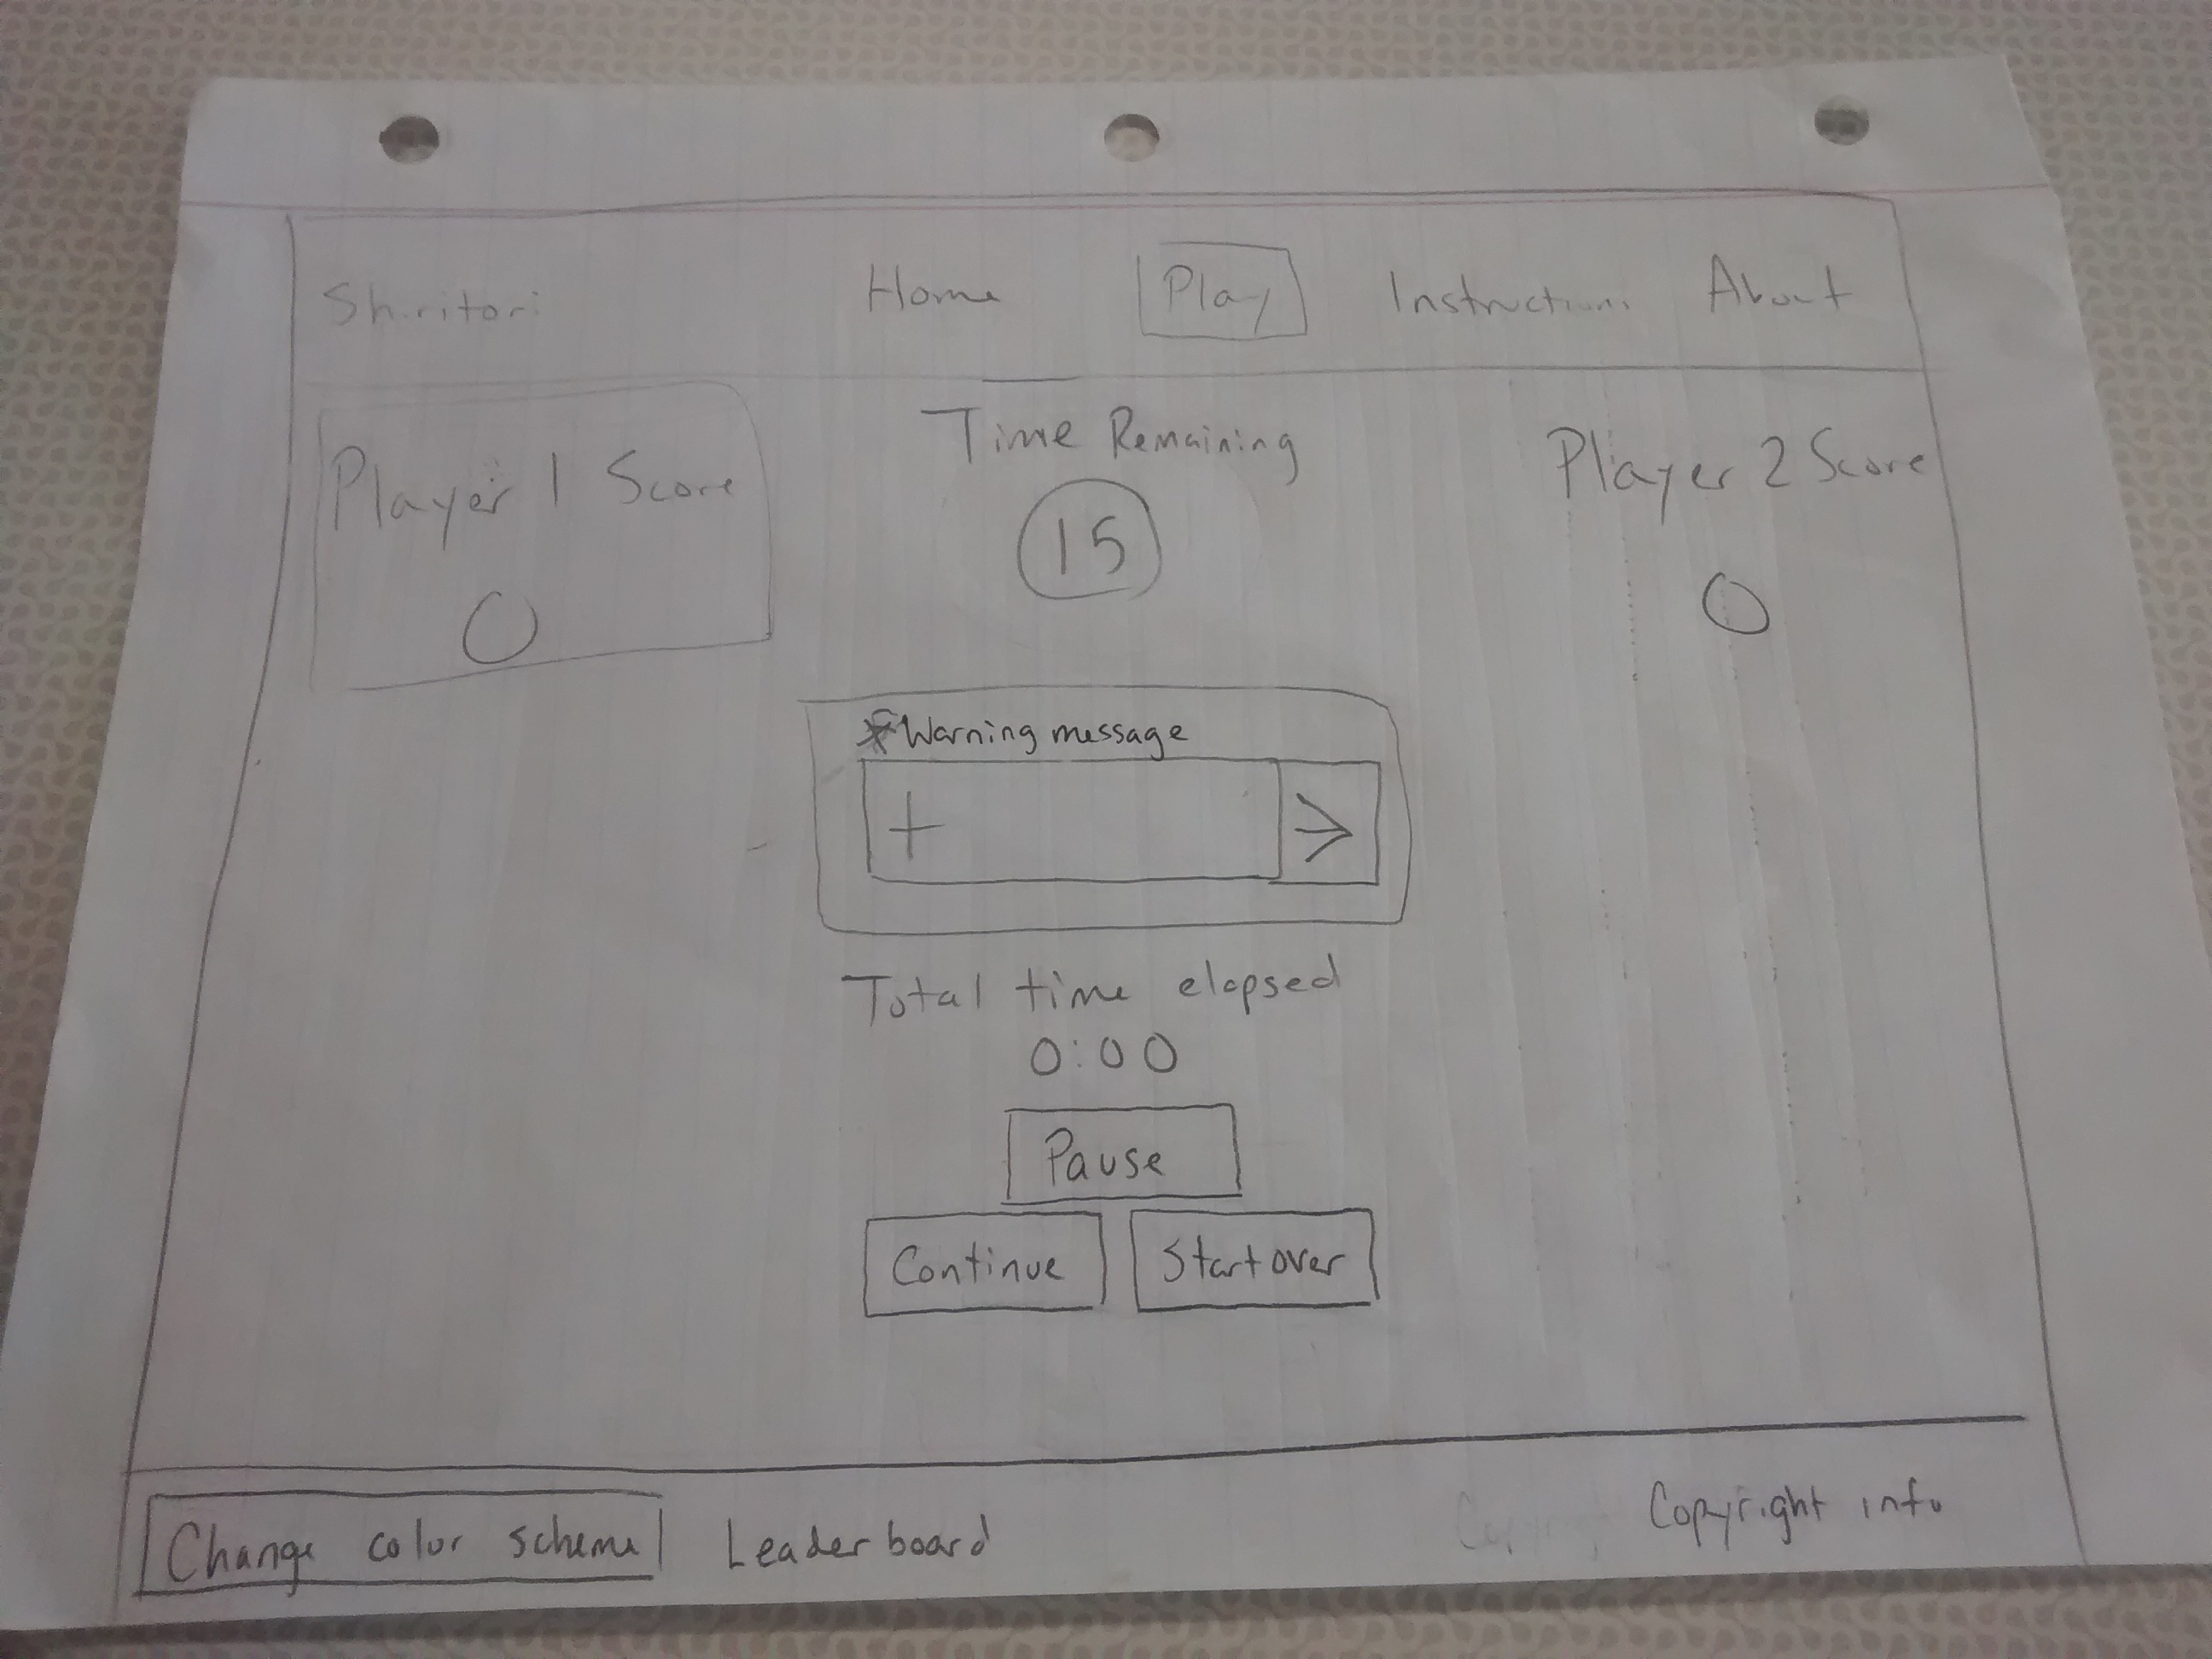 Shiritori Home Play Instructions About
Player 1 Score
0
Time Remaining
15
Player 2 Score
0
*Warning message
+ >
Total time elapsed
0:00
Pause
Continue Start over
Change color scheme Leaderboard Copyright info